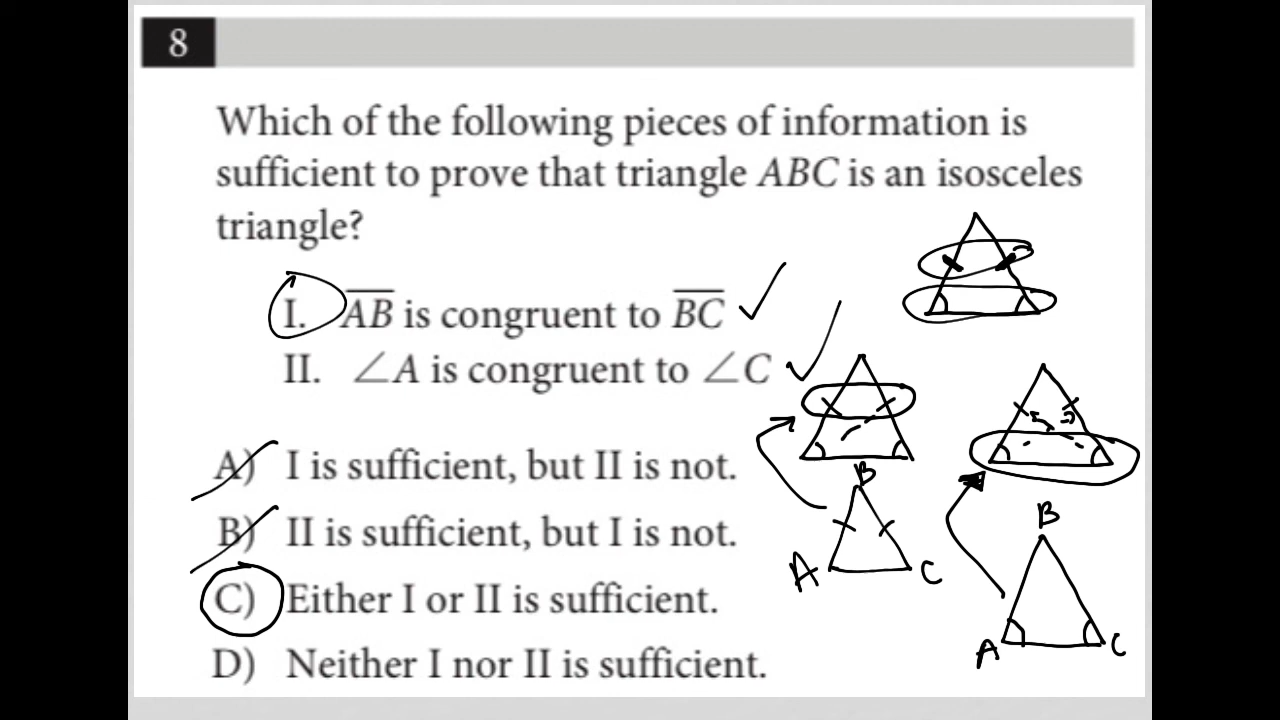 8
Which of the following pieces of information is
sufficient to prove that triangle ABC is an isosceles
triangle?
I. AB is congruent to BC
II. ∠A is congruent to ∠C
A) I is sufficient, but II is not.
B) II is sufficient, but I is not.
C) Either I or II is sufficient.
D) Neither I nor II is sufficient.
B
A C
B
A C